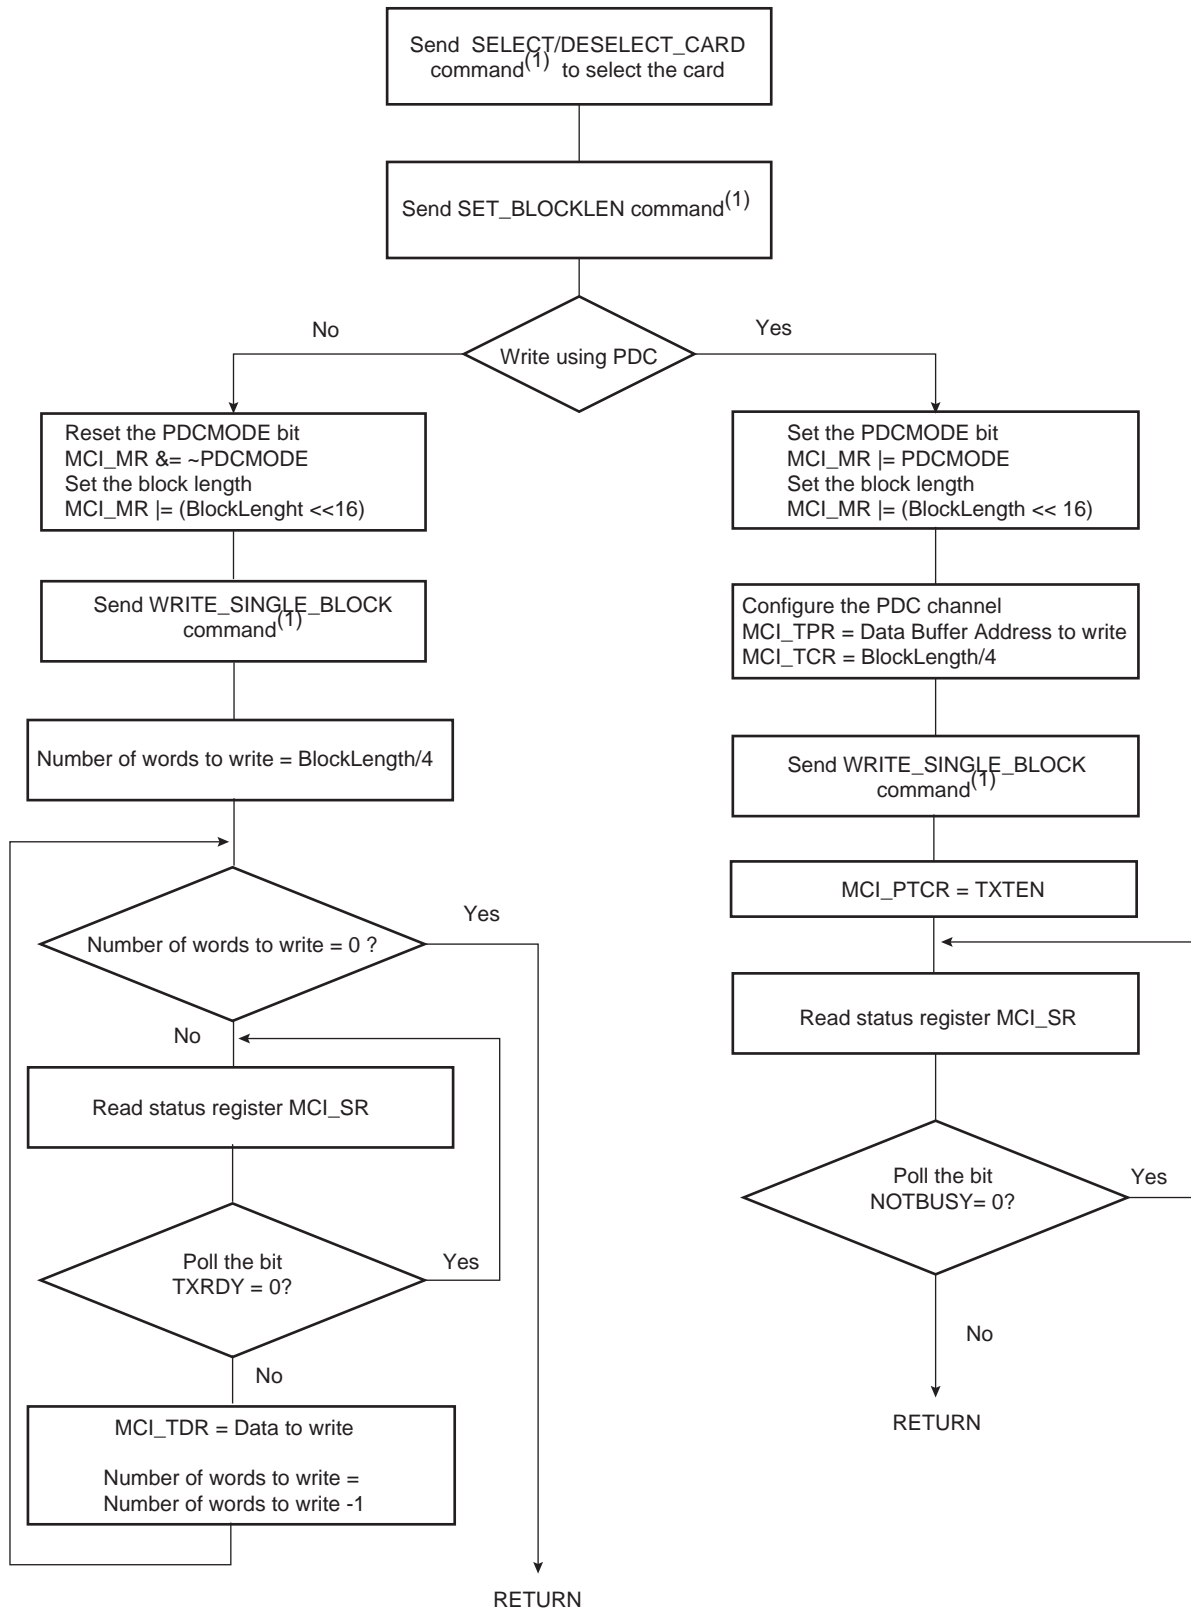 Send SELECT/DESELECT_CARD
command(1) to select the card
Send SET_BLOCKLEN command(1)
No
Yes
Write using PDC
Reset the PDCMODE bit
MCI_MR &= ~PDCMODE
Set the block length
MCI_MR |= (BlockLenght <<16)
Send WRITE_SINGLE_BLOCK
command(1)
Number of words to write = BlockLength/4
Number of words to write = 0 ?
Yes
No
Read status register MCI_SR
Poll the bit
TXRDY = 0?
Yes
No
MCI_TDR = Data to write
Number of words to write =
Number of words to write -1
RETURN
Set the PDCMODE bit
MCI_MR |= PDCMODE
Set the block length
MCI_MR |= (BlockLength << 16)
Configure the PDC channel
MCI_TPR = Data Buffer Address to write
MCI_TCR = BlockLength/4
Send WRITE_SINGLE_BLOCK
command(1)
MCI_PTCR = TXTEN
Read status register MCI_SR
Poll the bit
NOTBUSY= 0?
Yes
No
RETURN